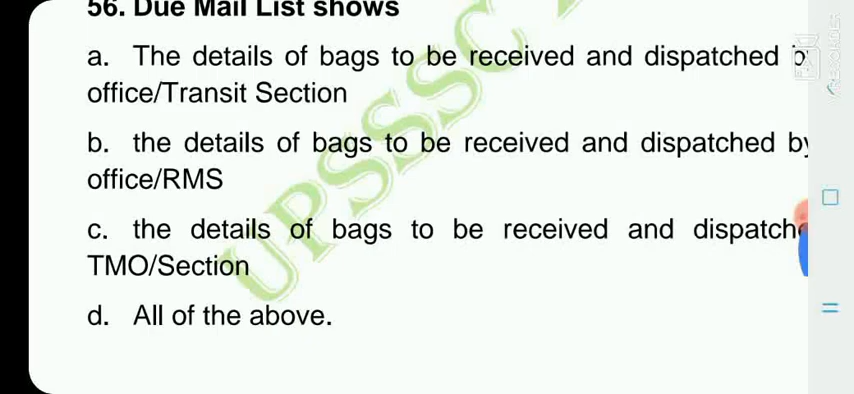 56. Due Mail List shows
a. The details of bags to be received and dispatched
office/Transit Section
b. the details of bags to be received and dispatched by
office/RMS
c. the details of bags to be received and
TMO/Section
d. All of the above.
UPSSSC